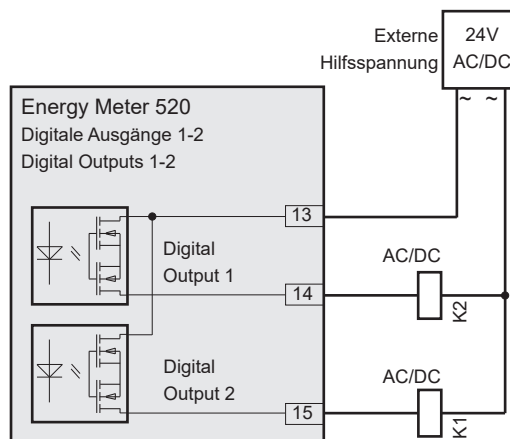 Externe
Hilfsspannung
24V
AC/DC
~ ~
Energy Meter 520
Digitale Ausgänge 1-2
Digital Outputs 1-2
13
Digital
Output 1
AC/DC
14
K2
Digital
Output 2
AC/DC
15
K1